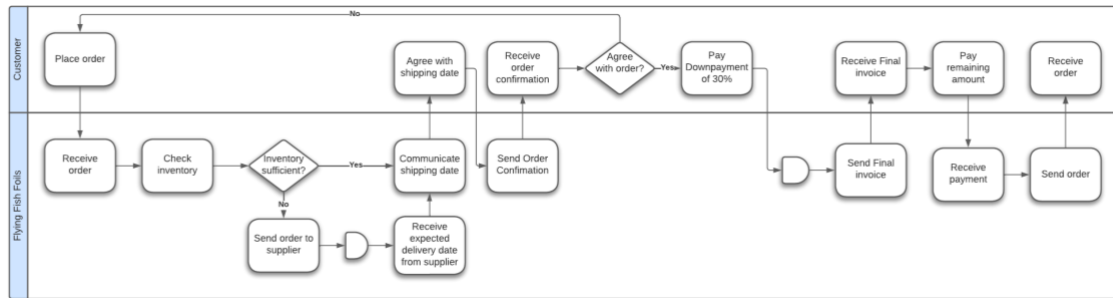 No
Customer
Place order
Agree with
shipping date
Receive
order
confirmation
Agree
with order?
Yes
Pay
Downpayment
of 30%
Receive Final
invoice
Pay
remaining
amount
Receive
order
Flying Fish Foils
Receive
order
Check
inventory
Inventory
sufficient?
Yes
Communicate
shipping date
Send Order
Confimation
Send Final
invoice
Receive
payment
Send order
No
Send order to
supplier
Receive
expected
delivery date
from supplier